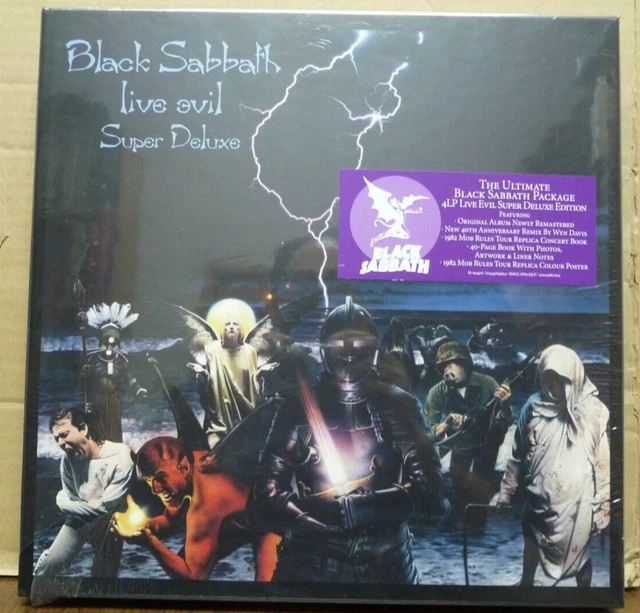 Black Sabbath
live evil
Super Deluxe
The Ultimate
Black Sabbath Package
4LP Live Evil Super Deluxe Edition
Featuring
· Original Album Newly Remastered
· New 40th Anniversary Remix By Wyn Davis
· 1982 Mob Rules Tour Replica Concert Book
· 40-Page Book With Photos,
Artwork & Liner Notes
· 1982 Mob Rules Tour Replica Colour Poster
BLACK
SABBATH